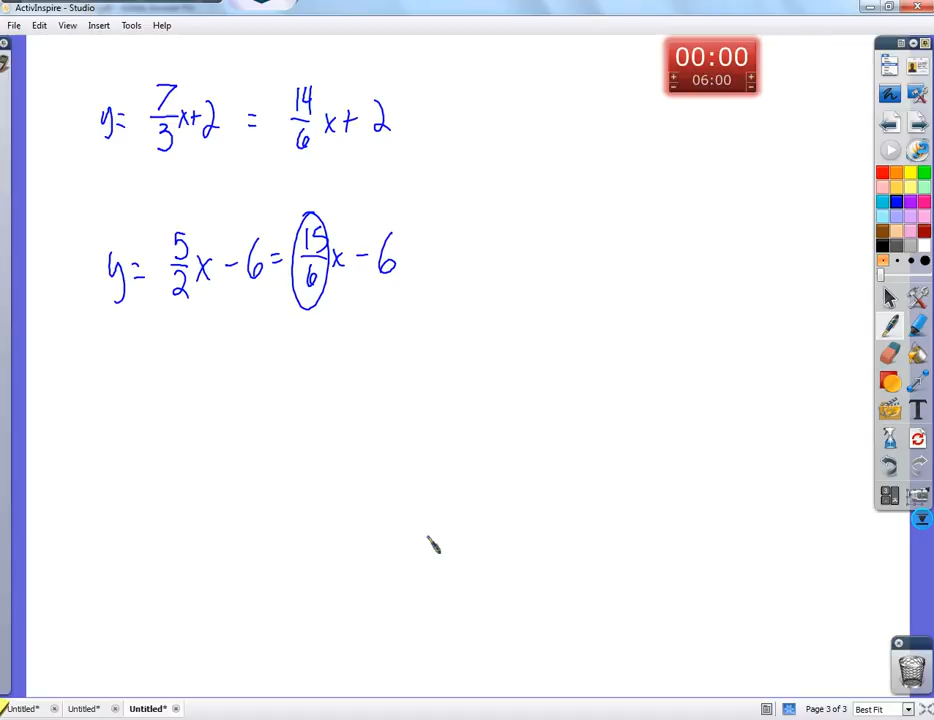 ActivInspire - Studio
File Edit View Insert Tools Help
00:00
06:00
y= 7/3 x+2 = 14/6 x+ 2
y= 5/2 x - 6 = 15/6 x - 6
Untitled* Untitled* Untitled* Page 3 of 3 Best Fit